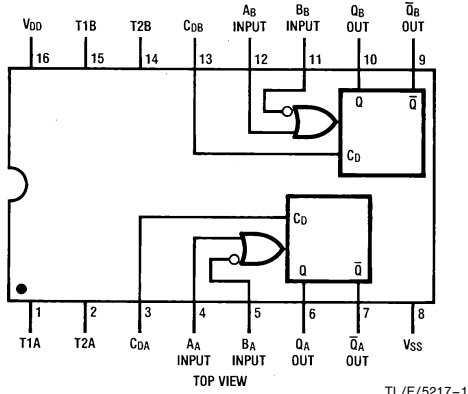 VDD T1B T2B CDB AB INPUT BB INPUT QB OUT Q̅B OUT
16 15 14 13 12 11 10 9
Q Q̅
CD
CD
Q Q̅
1 2 3 4 5 6 7 8
T1A T2A CDA AA INPUT BA INPUT QA OUT Q̅A OUT VSS
TOP VIEW
TL/F/5217–1